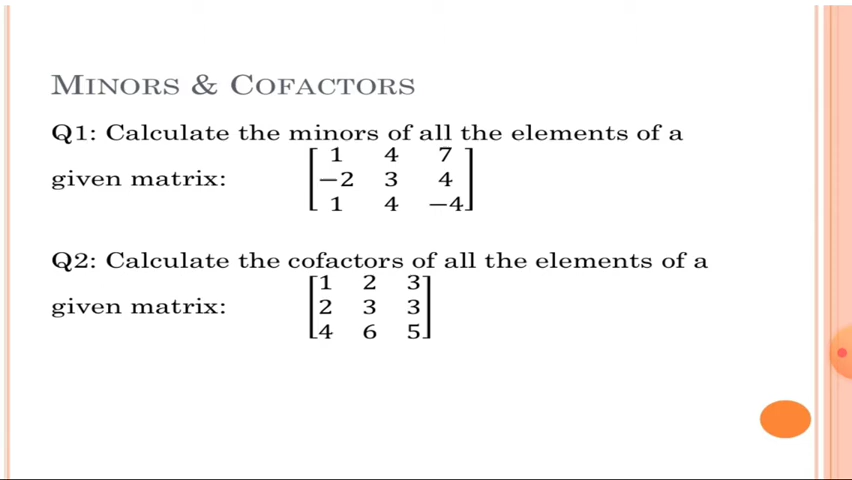 MINORS & COFACTORS
Q1: Calculate the minors of all the elements of a
given matrix: [1 4 7
−2 3 4
1 4 −4]
Q2: Calculate the cofactors of all the elements of a
given matrix: [1 2 3
2 3 3
4 6 5]